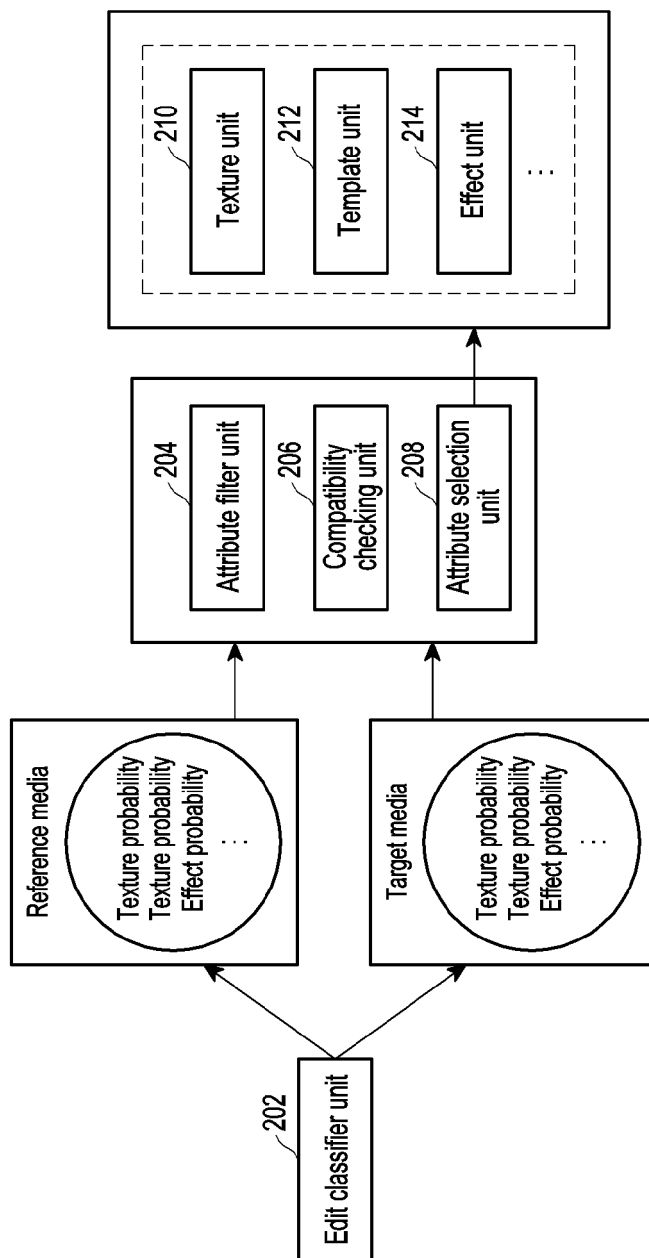 202
Edit classifier unit
Reference media
Texture probability
Texture probability
Effect probability
...
Target media
Texture probability
Texture probability
Effect probability
...
204
Attribute filter unit
206
Compatibility
checking unit
208
Attribute selection
unit
210
Texture unit
212
Template unit
214
Effect unit
...